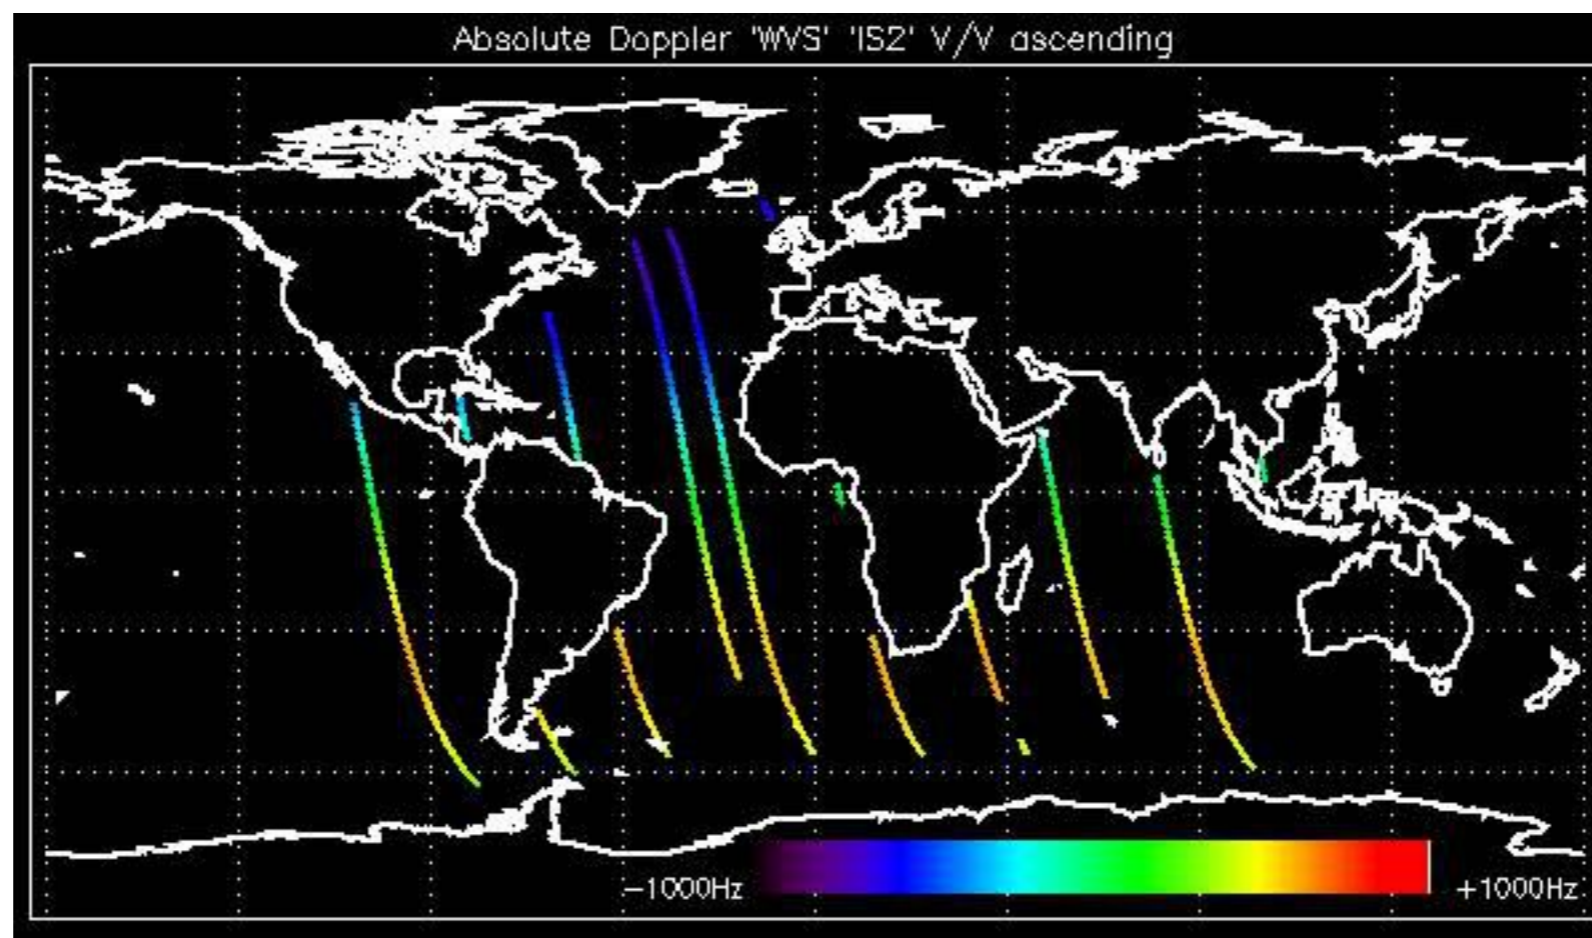 Absolute Doppler 'WVS' 'IS2' V/V ascending
-1000Hz +1000Hz